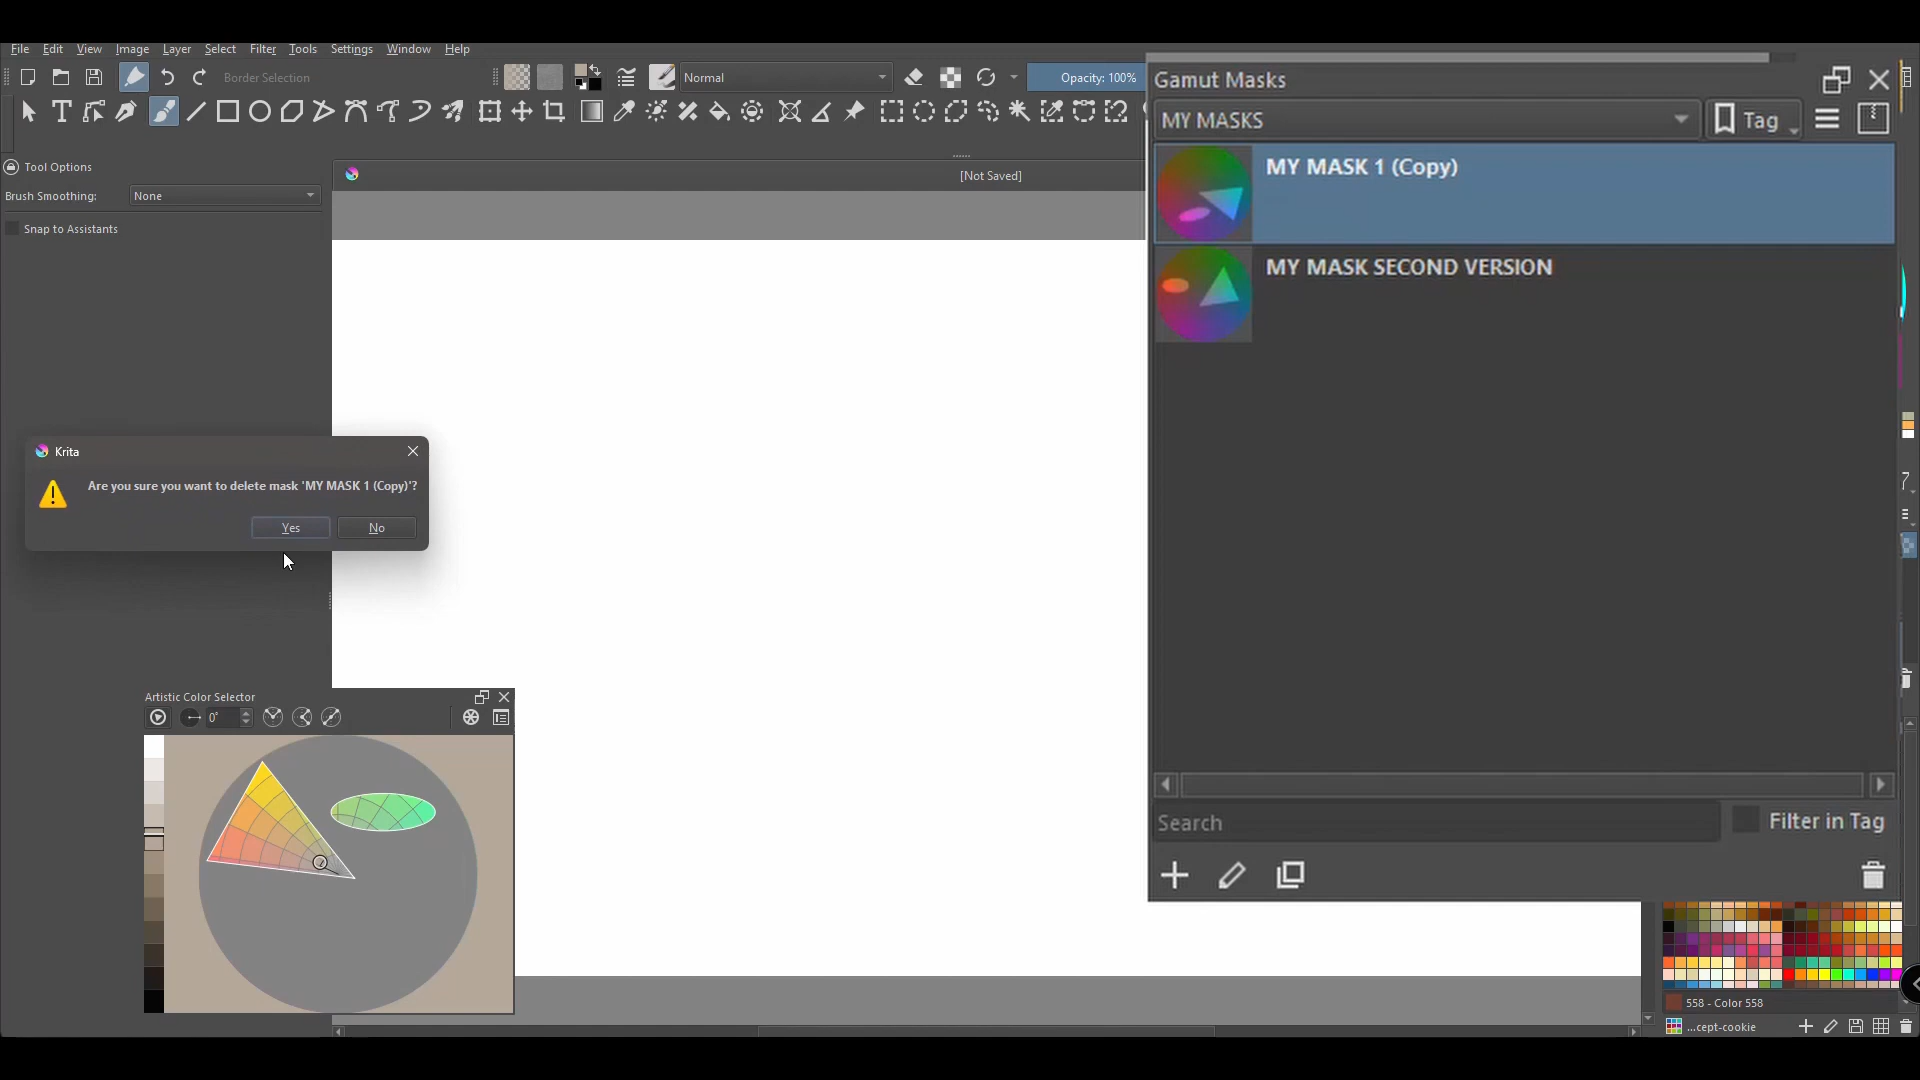 File Edit View Image Layer Select Filter Tools Settings Window Help
Border Selection
Normal
Opacity: 100%
Tool Options
Brush Smoothing: None
Snap to Assistants
[Not Saved]
Gamut Masks
MY MASKS
Tag
MY MASK 1 (Copy)
MY MASK SECOND VERSION
Krita
Are you sure you want to delete mask 'MY MASK 1 (Copy)'?
Yes No
Artistic Color Selector
0°
Search
Filter in Tag
558 - Color 558
...cept-cookie